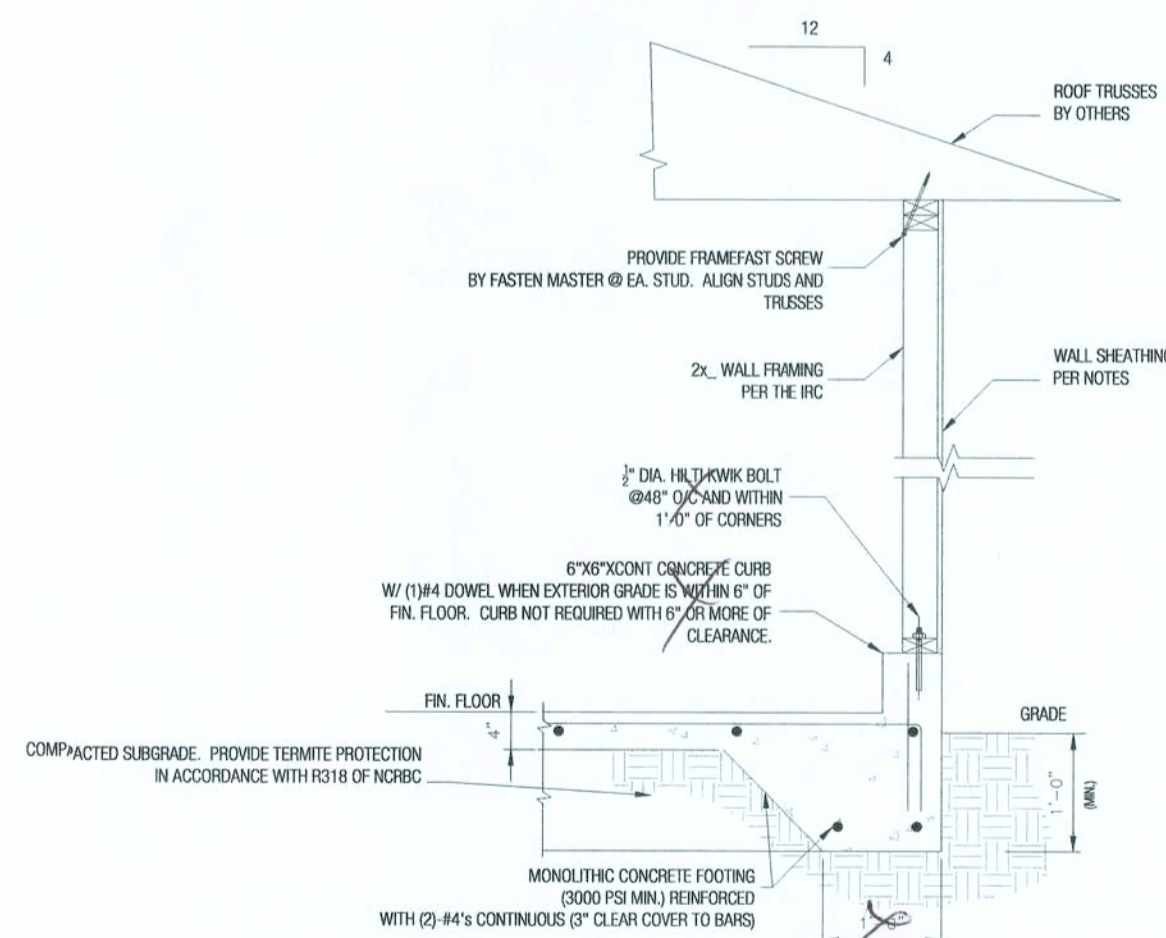 12
4
ROOF TRUSSES
BY OTHERS
PROVIDE FRAMEFAST SCREW
BY FASTEN MASTER @ EA. STUD. ALIGN STUDS AND
TRUSSES
2x_ WALL FRAMING
PER THE IRC
WALL SHEATHING
PER NOTES
½" DIA. HILTI KWIK BOLT
@48" O/C AND WITHIN
1'-0" OF CORNERS
6"X6"XCONT CONCRETE CURB
W/ (1)#4 DOWEL WHEN EXTERIOR GRADE IS WITHIN 6" OF
FIN. FLOOR. CURB NOT REQUIRED WITH 6" OR MORE OF
CLEARANCE.
FIN. FLOOR
4"
GRADE
COMPACTED SUBGRADE. PROVIDE TERMITE PROTECTION
IN ACCORDANCE WITH R318 OF NCRBC
1'-0"
(MIN.)
MONOLITHIC CONCRETE FOOTING
(3000 PSI MIN.) REINFORCED
WITH (2)-#4's CONTINUOUS (3" CLEAR COVER TO BARS)